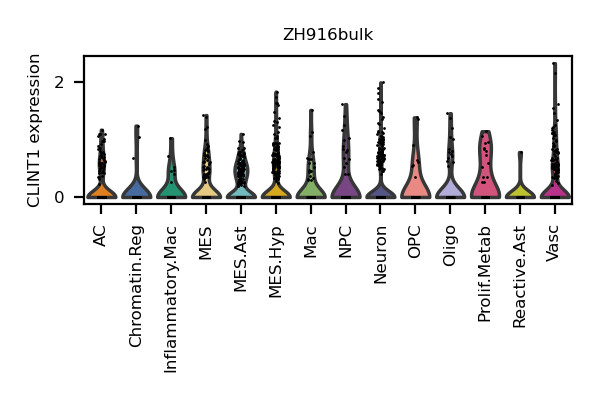 ZH916bulk
CLINT1 expression
2
0
AC
Chromatin.Reg
Inflammatory.Mac
MES
MES.Ast
MES.Hyp
Mac
NPC
Neuron
OPC
Oligo
Prolif.Metab
Reactive.Ast
Vasc